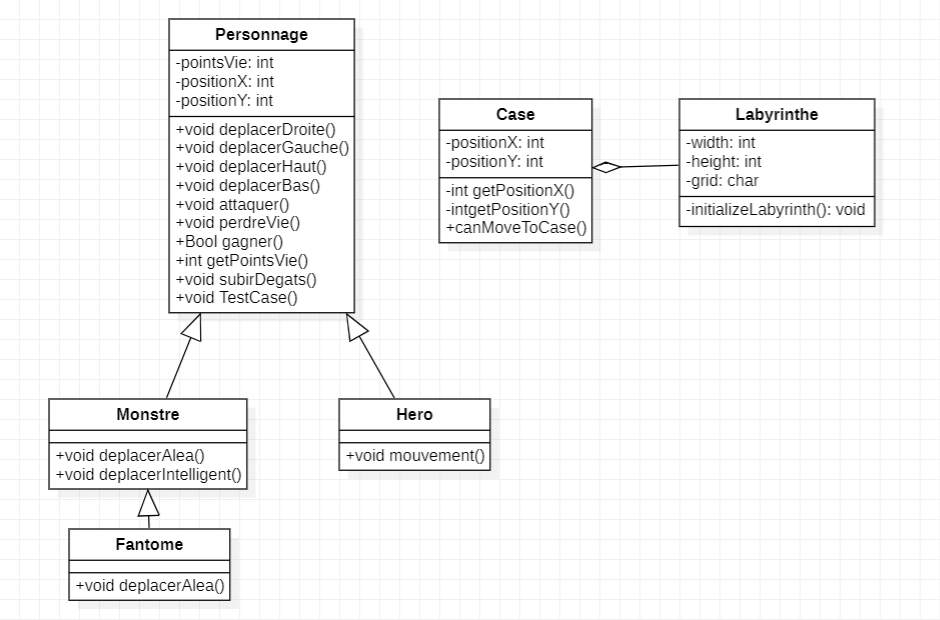 Personnage
-pointsVie: int
-positionX: int
-positionY: int
+void deplacerDroite()
+void deplacerGauche()
+void deplacerHaut()
+void deplacerBas()
+void attaquer()
+void perdreVie()
+Bool gagner()
+int getPointsVie()
+void subirDegats()
+void TestCase()
Case
-positionX: int
-positionY: int
-int getPositionX()
-intgetPositionY()
+canMoveToCase()
Labyrinthe
-width: int
-height: int
-grid: char
-initializeLabyrinth(): void
Monstre
+void deplacerAlea()
+void deplacerIntelligent()
Hero
+void mouvement()
Fantome
+void deplacerAlea()